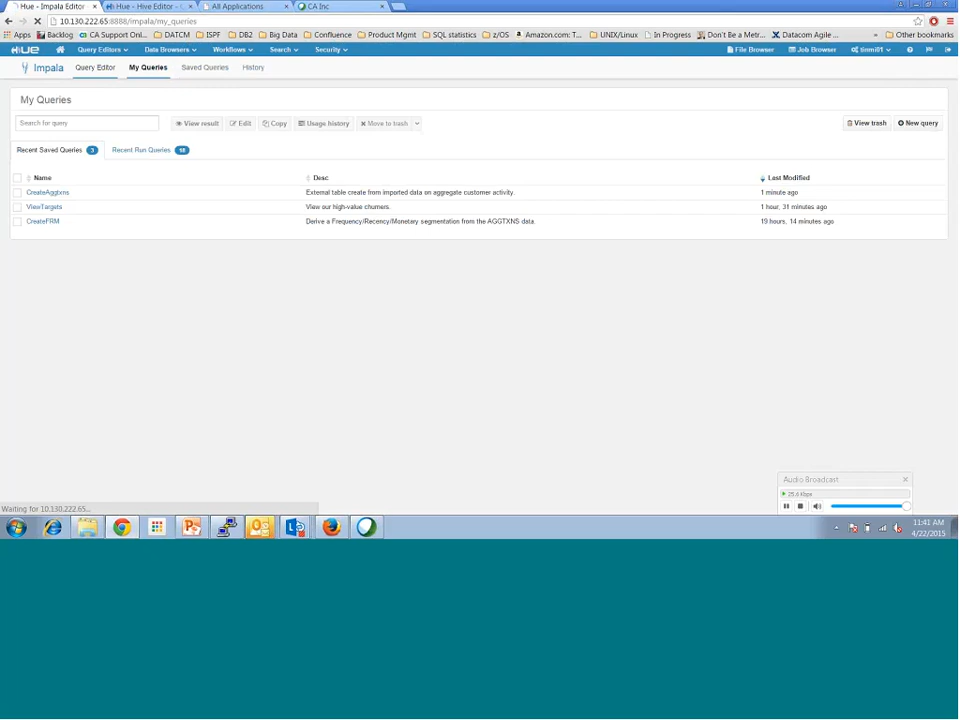 Hue - Impala Editor × Hue - Hive Editor - × All Applications × CA Inc ×
10.130.222.65:8888/impala/my_queries
Apps Backlog CA Support Onl... DATCM ISPF DB2 Big Data Confluence Product Mgmt SQL statistics z/OS Amazon.com: T... UNIX/Linux In Progress Don't Be a Metr... Datacom Agile ... » Other bookmarks
HUE Query Editors Data Browsers Workflows Search Security File Browser Job Browser tinmi01
Impala Query Editor My Queries Saved Queries History
My Queries
Search for query View result Edit Copy Usage history Move to trash View trash New query
Recent Saved Queries 3 Recent Run Queries 18
Name Desc Last Modified
CreateAggtxns External table create from imported data on aggregate customer activity. 1 minute ago
ViewTargets View our high-value churners. 1 hour, 31 minutes ago
CreateFRM Derive a Frequency/Recency/Monetary segmentation from the AGGTXNS data. 19 hours, 14 minutes ago
Audio Broadcast ×
25.6 Kbps
Waiting for 10.130.222.65...
11:41 AM
4/22/2015